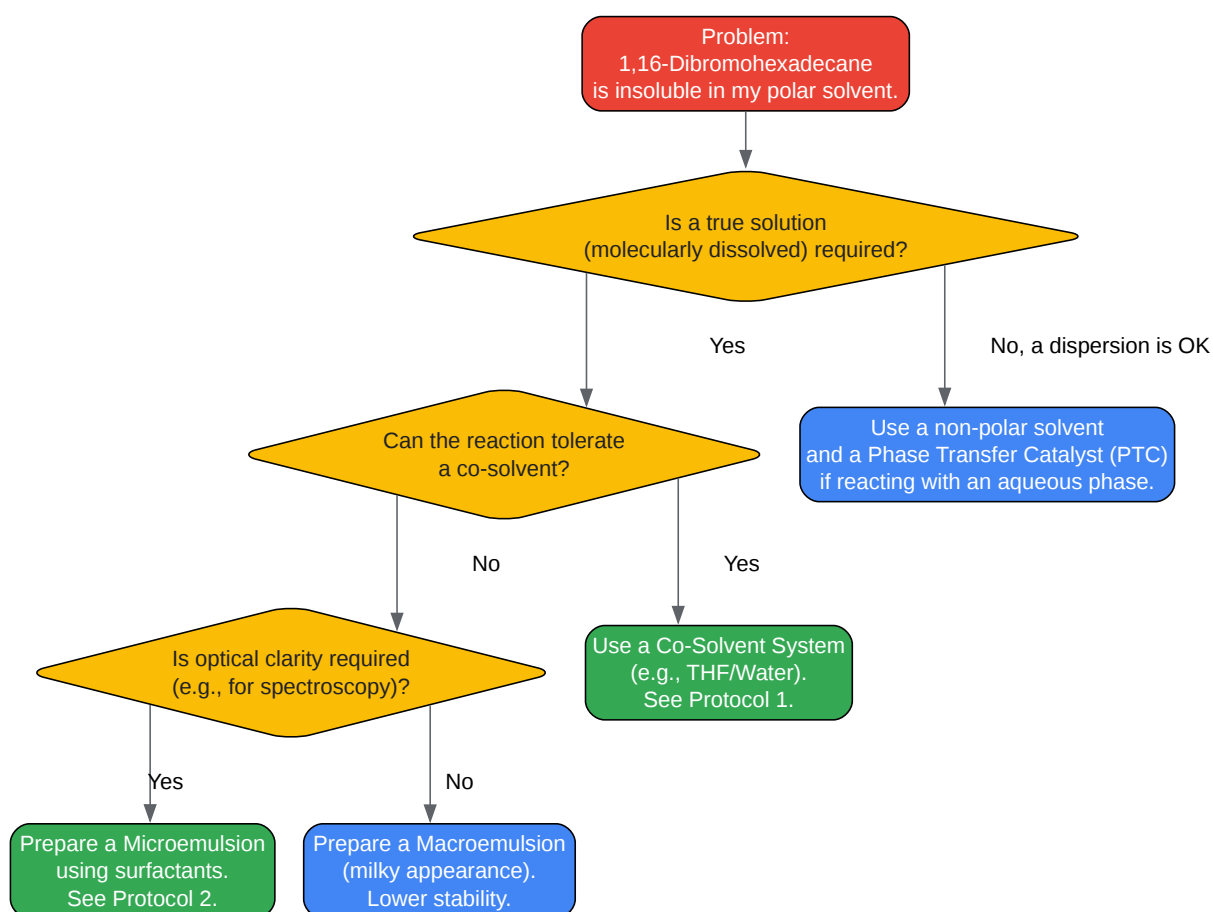 Problem:
1,16-Dibromohexadecane
is insoluble in my polar solvent.
Is a true solution
(molecularly dissolved) required?
Yes
No, a dispersion is OK
Can the reaction tolerate
a co-solvent?
Use a non-polar solvent
and a Phase Transfer Catalyst (PTC)
if reacting with an aqueous phase.
No
Yes
Is optical clarity required
(e.g., for spectroscopy)?
Use a Co-Solvent System
(e.g., THF/Water).
See Protocol 1.
Yes
No
Prepare a Microemulsion
using surfactants.
See Protocol 2.
Prepare a Macroemulsion
(milky appearance).
Lower stability.